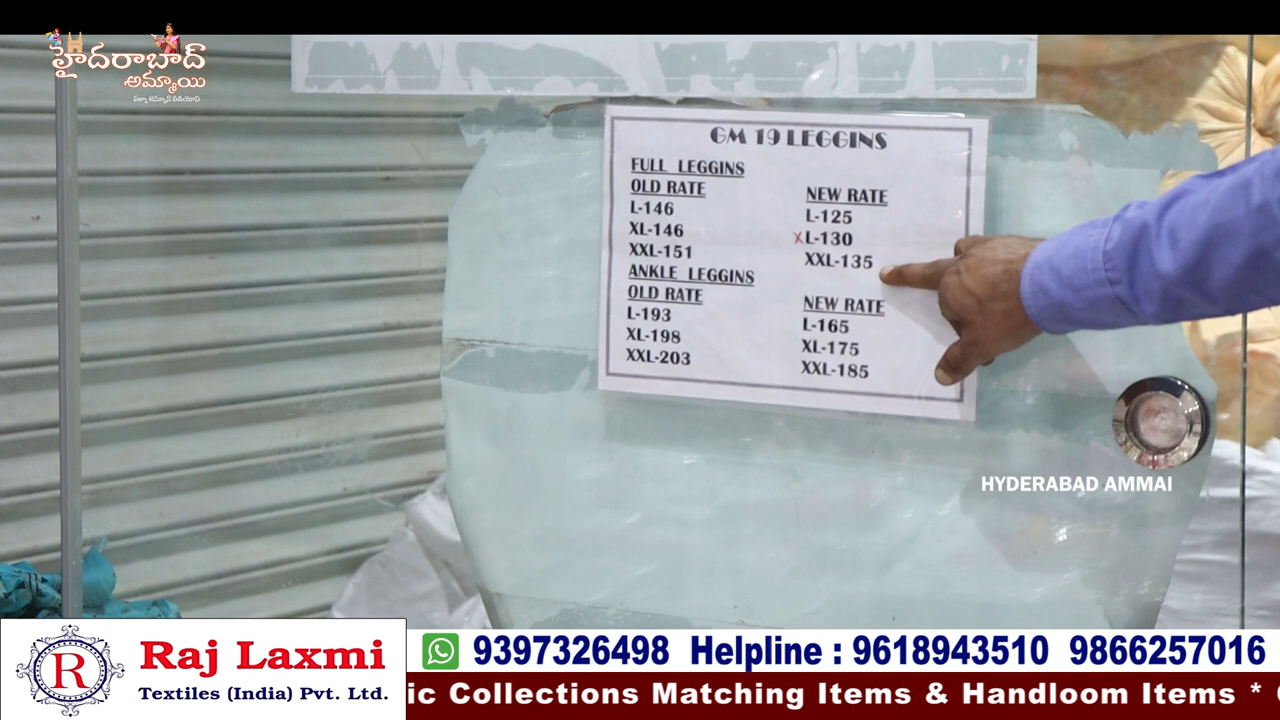 హైదరాబాద్
అమ్మాయి
GM 19 LEGGINS
FULL LEGGINS
OLD RATE
L-146
XL-146
XXL-151
NEW RATE
L-125
XL-130
XXL-135
ANKLE LEGGINS
OLD RATE
L-193
XL-198
XXL-203
NEW RATE
L-165
XL-175
XXL-185
HYDERABAD AMMAI
R
Raj Laxmi
Textiles (India) Pvt. Ltd.
9397326498 Helpline : 9618943510 9866257016
ic Collections Matching Items & Handloom Items *